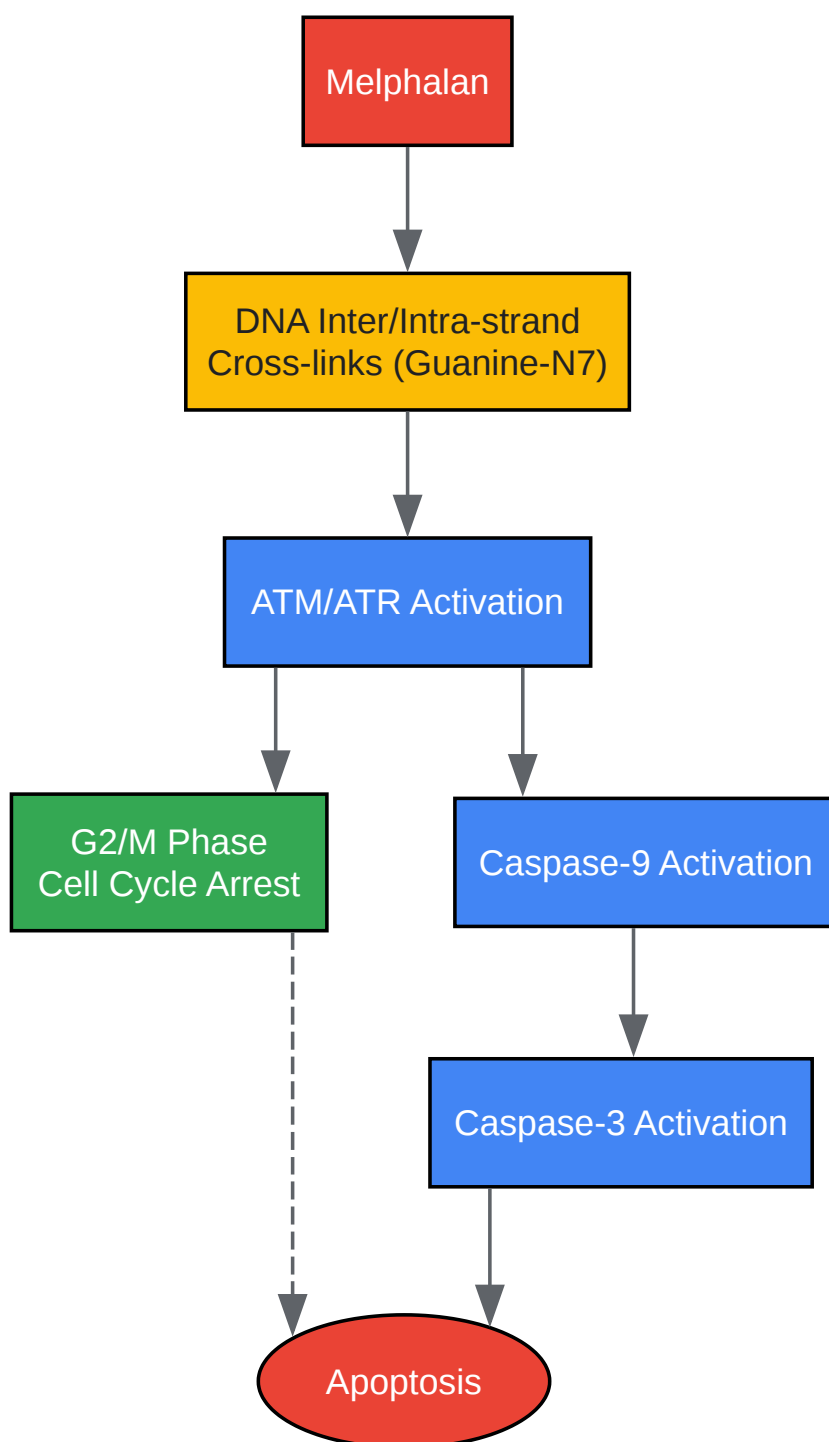 Melphalan
DNA Inter/Intra-strand
Cross-links (Guanine-N7)
ATM/ATR Activation
G2/M Phase
Cell Cycle Arrest
Caspase-9 Activation
Caspase-3 Activation
Apoptosis